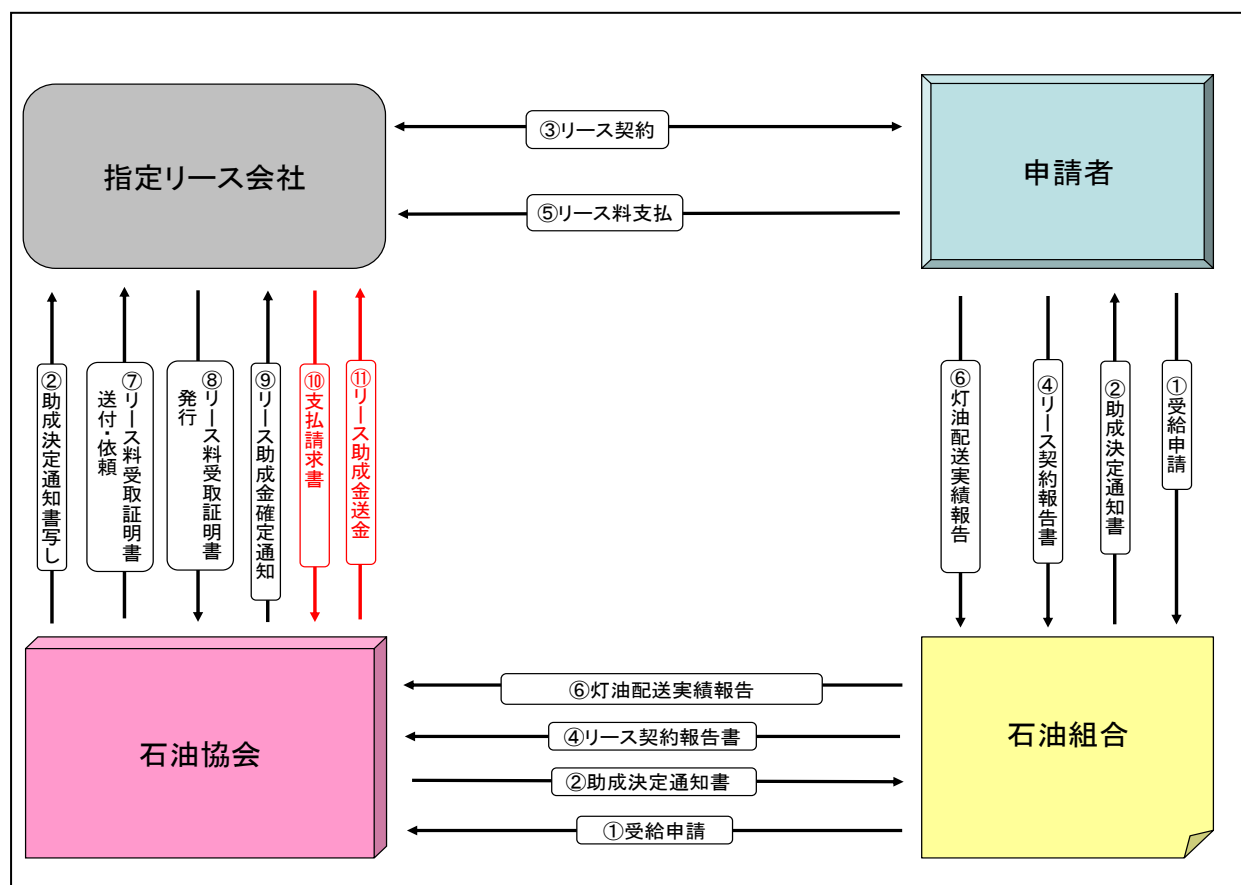 ③リース契約
指定リース会社
申請者
⑤リース料支払
②助成決定通知書写し
⑦リース料受取証明書
送付・依頼
⑧リース料受取証明書
発行
⑨リース助成金確定通知
⑩支払請求書
⑪リース助成金送金
⑥灯油配送実績報告
④リース契約報告書
②助成決定通知書
①受給申請
⑥灯油配送実績報告
④リース契約報告書
②助成決定通知書
①受給申請
石油協会
石油組合